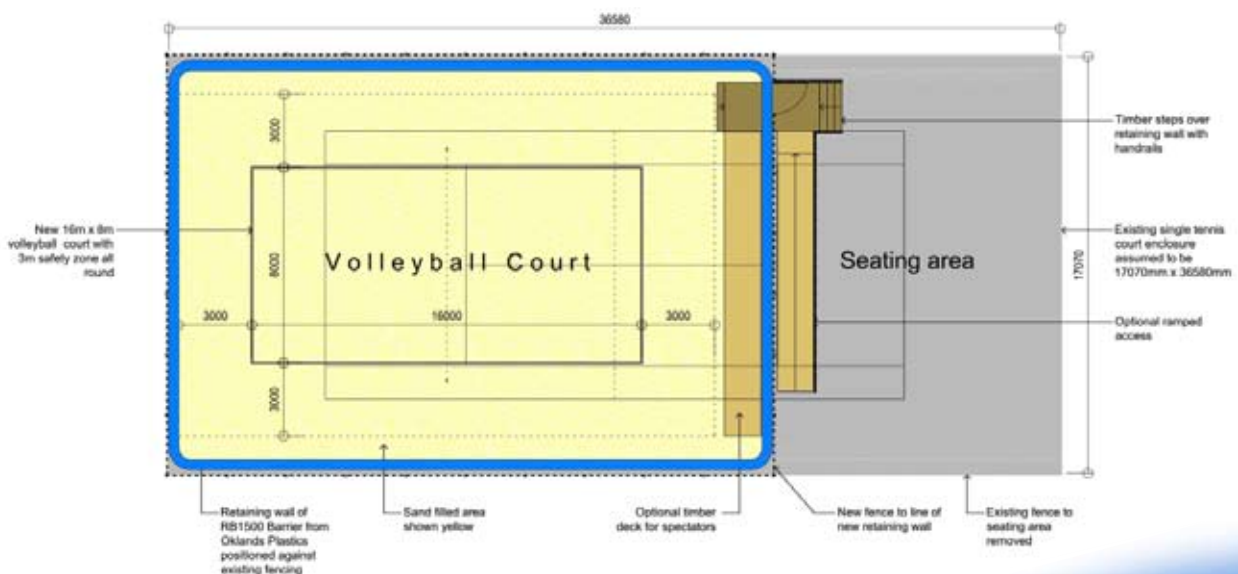 36580
3000
Timber steps over
retaining wall with
handrails
New 16m x 8m
volleyball court with
3m safety zone all
round
8000
Volleyball Court
Seating area
Existing single tennis
court enclosure
assumed to be
17070mm x 36580mm
17070
3000
16000
3000
Optional ramped
access
3000
Retaining wall of
RB1500 Barrier from
Oklands Plastics
positioned against
existing fencing
Sand filled area
shown yellow
Optional timber
deck for spectators
New fence to line of
new retaining wall
Existing fence to
seating area
removed